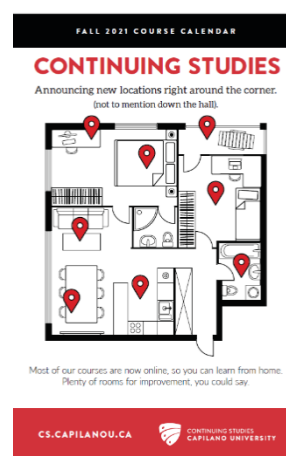 FALL 2021 COURSE CALENDAR
CONTINUING STUDIES
Announcing new locations right around the corner.
(not to mention down the hall).
Most of our courses are now online, so you can learn from home.
Plenty of rooms for improvement, you could say.
CS.CAPILANOU.CA
CONTINUING STUDIES
CAPILANO UNIVERSITY